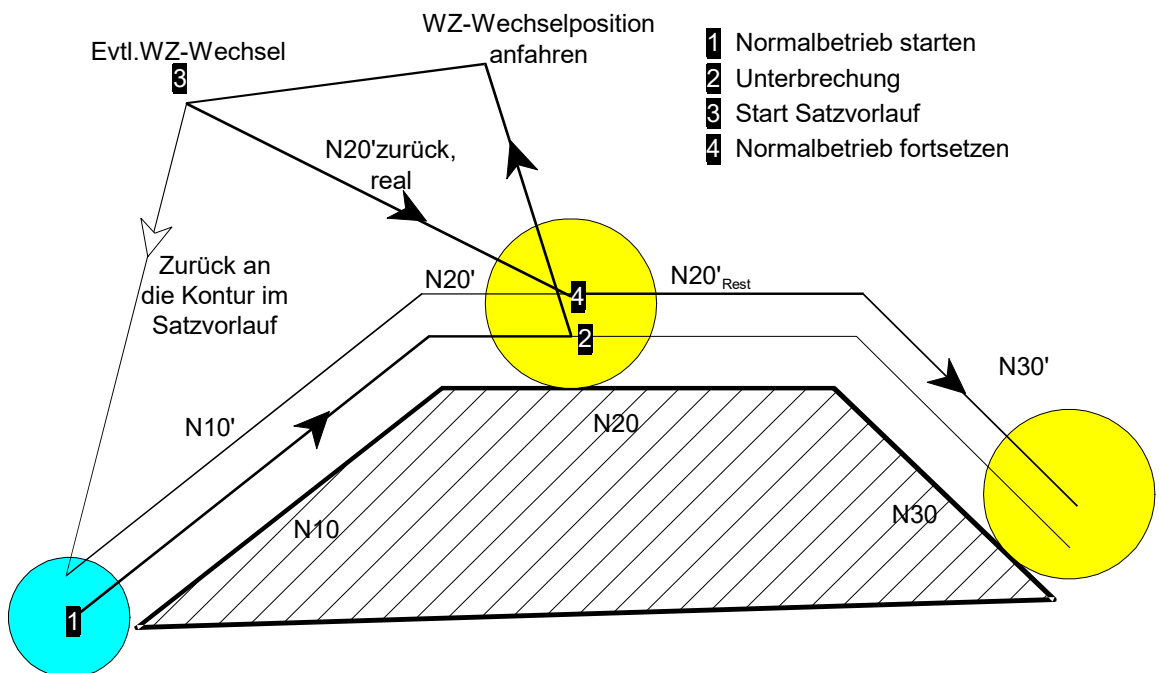 WZ-Wechselposition
anfahren
Evtl.WZ-Wechsel
3
1 Normalbetrieb starten
2 Unterbrechung
3 Start Satzvorlauf
4 Normalbetrieb fortsetzen
N20'zurück,
real
Zurück an
die Kontur im
Satzvorlauf
N20'
4
N20'Rest
2
N30'
N10'
N20
N10
N30
1